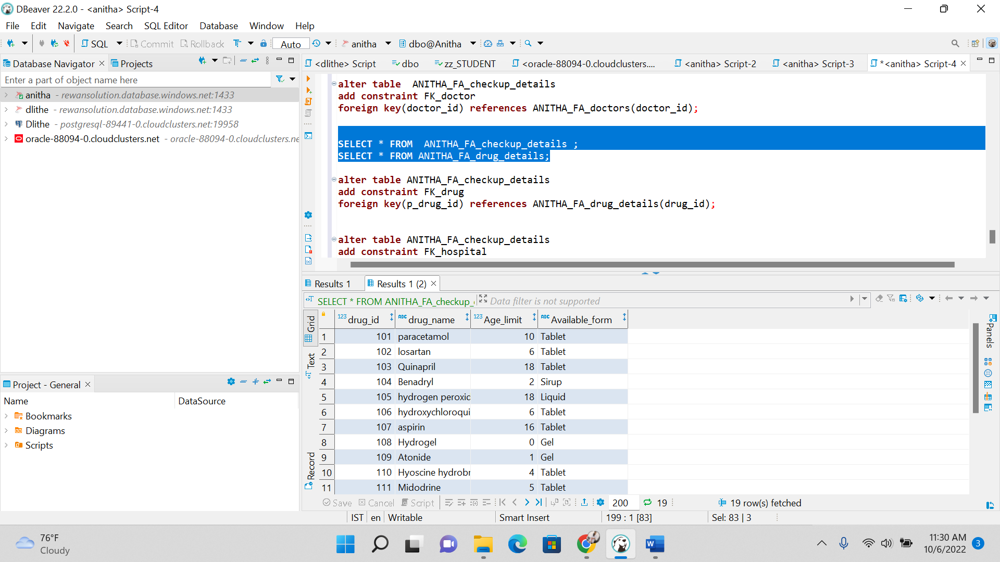 DBeaver 22.2.0 - <anitha> Script-4
File Edit Navigate Search SQL Editor Database Window Help
SQL Commit Rollback Auto anitha dbo@Anitha
Database Navigator Projects
<dlithe> Script dbo zz_STUDENT <oracle-88094-0.cloudclusters.... <anitha> Script-2 <anitha> Script-3 *<anitha> Script-4
Enter a part of object name here
anitha - rewansolution.database.windows.net:1433
dlithe - rewansolution.database.windows.net:1433
Dlithe - postgresql-89441-0.cloudclusters.net:19958
oracle-88094-0.cloudclusters.net - oracle-88094-0.cloudclusters.ne
alter table  ANITHA_FA_checkup_details
add constraint FK_doctor
foreign key(doctor_id) references ANITHA_FA_doctors(doctor_id);
SELECT * FROM  ANITHA_FA_checkup_details ;
SELECT * FROM ANITHA_FA_drug_details;
alter table ANITHA_FA_checkup_details
add constraint FK_drug
foreign key(p_drug_id) references ANITHA_FA_drug_details(drug_id);
alter table ANITHA_FA_checkup_details
add constraint FK_hospital
Results 1 Results 1 (2)
SELECT * FROM ANITHA_FA_checkup_ Data filter is not supported
Grid
Text
Record
Panels
123 drug_id ABC drug_name 123 Age_limit ABC Available_form
1 101 paracetamol 10 Tablet
2 102 losartan 6 Tablet
3 103 Quinapril 18 Tablet
4 104 Benadryl 2 Sirup
5 105 hydrogen peroxid 18 Liquid
6 106 hydroxychloroqui 6 Tablet
7 107 aspirin 16 Tablet
8 108 Hydrogel 0 Gel
9 109 Atonide 1 Gel
10 110 Hyoscine hydrobr 4 Tablet
11 111 Midodrine 5 Tablet
Save Cancel Script 200 19 19 row(s) fetched
Project - General
Name DataSource
Bookmarks
Diagrams
Scripts
IST en Writable Smart Insert 199 : 1 [83] Sel: 83 | 3
76°F
Cloudy
11:30 AM
10/6/2022
3